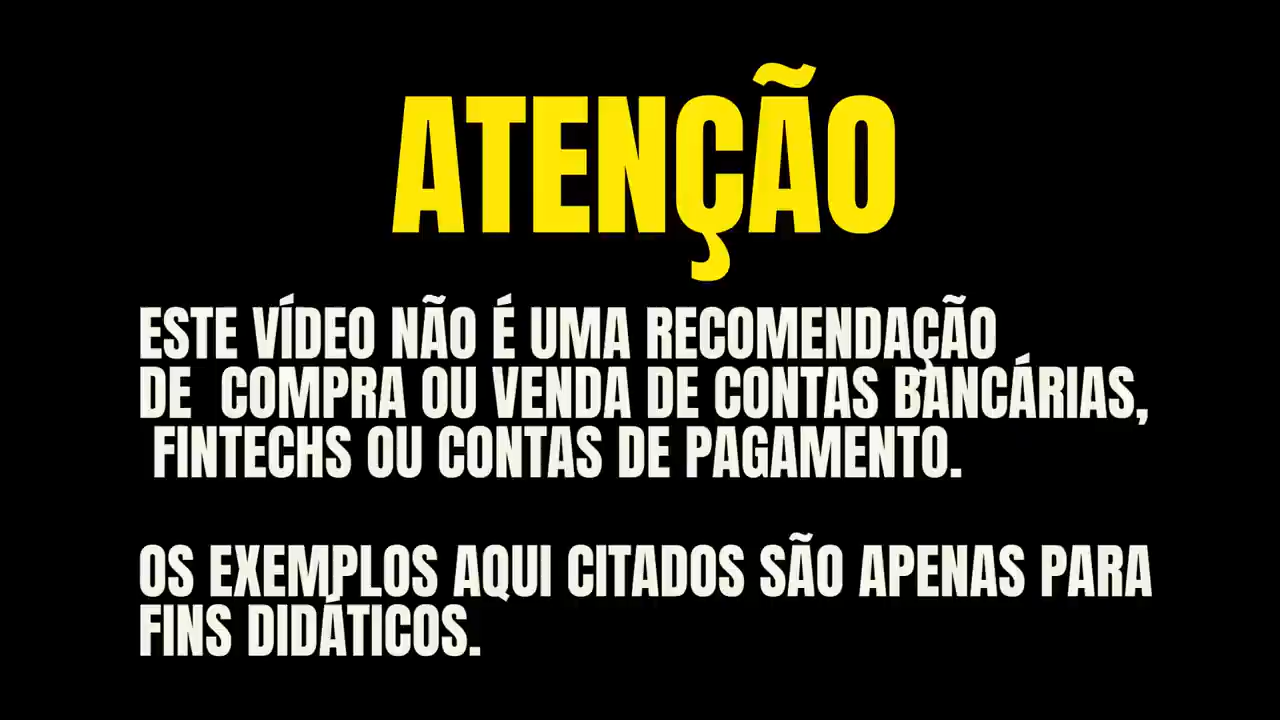 ATENÇÃO
ESTE VÍDEO NÃO É UMA RECOMENDAÇÃO
DE COMPRA OU VENDA DE CONTAS BANCÁRIAS,
FINTECHS OU CONTAS DE PAGAMENTO.
OS EXEMPLOS AQUI CITADOS SÃO APENAS PARA
FINS DIDÁTICOS.